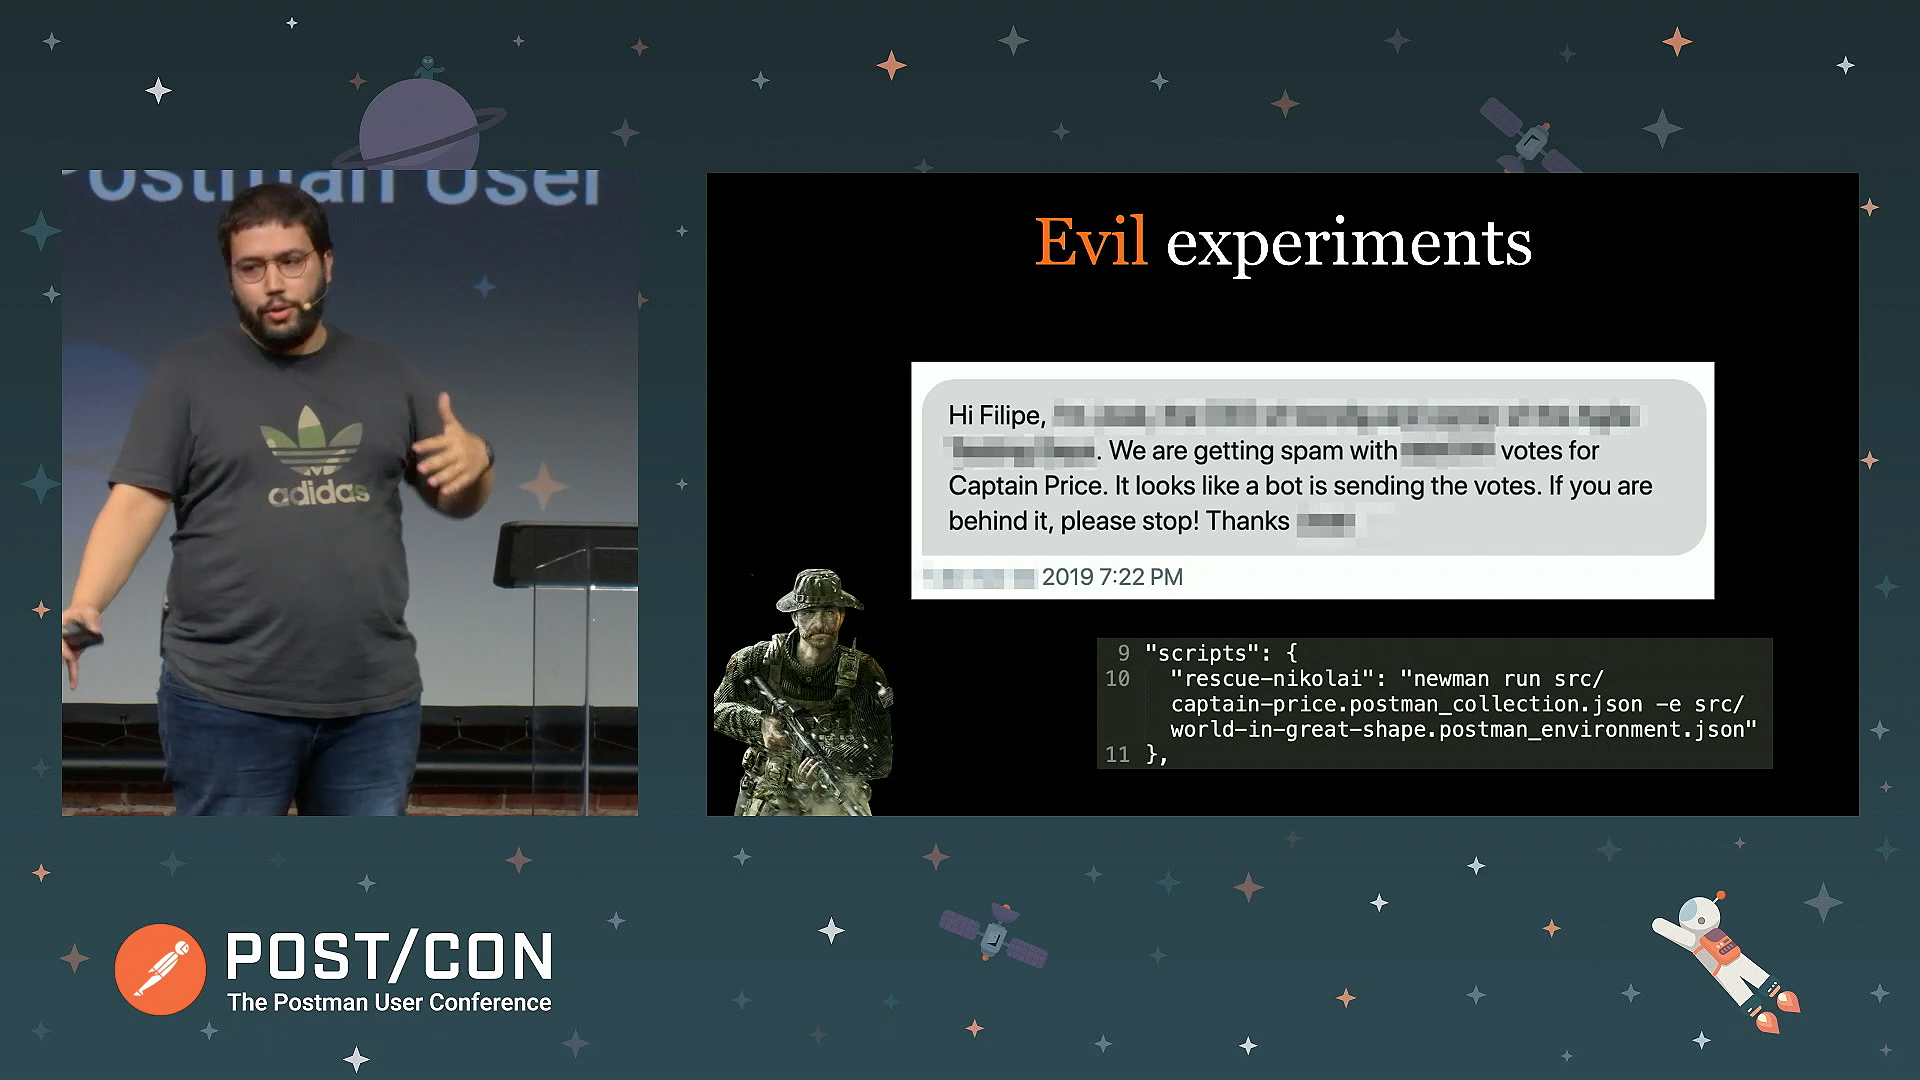 Postman User
adidas
Evil experiments
Hi Filipe,
. We are getting spam with votes for
Captain Price. It looks like a bot is sending the votes. If you are
behind it, please stop! Thanks
2019 7:22 PM
9 "scripts": {
10 "rescue-nikolai": "newman run src/
captain-price.postman_collection.json -e src/
world-in-great-shape.postman_environment.json"
11 },
POST/CON
The Postman User Conference